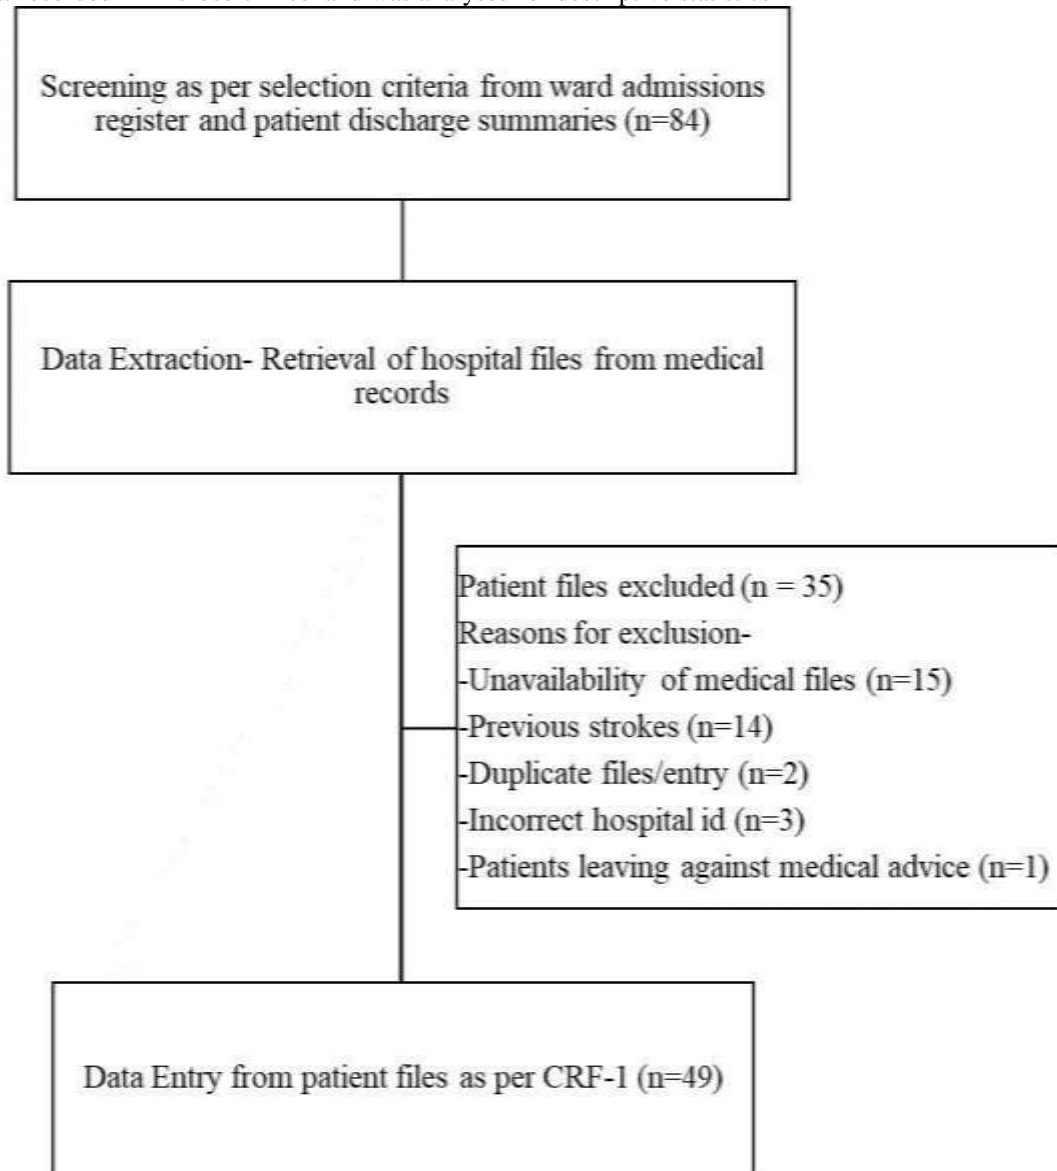 Screening as per selection criteria from ward admissions
register and patient discharge summaries (n=84)
Data Extraction- Retrieval of hospital files from medical
records
Patient files excluded (n = 35)
Reasons for exclusion-
-Unavailability of medical files (n=15)
-Previous strokes (n=14)
-Duplicate files/entry (n=2)
-Incorrect hospital id (n=3)
-Patients leaving against medical advice (n=1)
Data Entry from patient files as per CRF-1 (n=49)